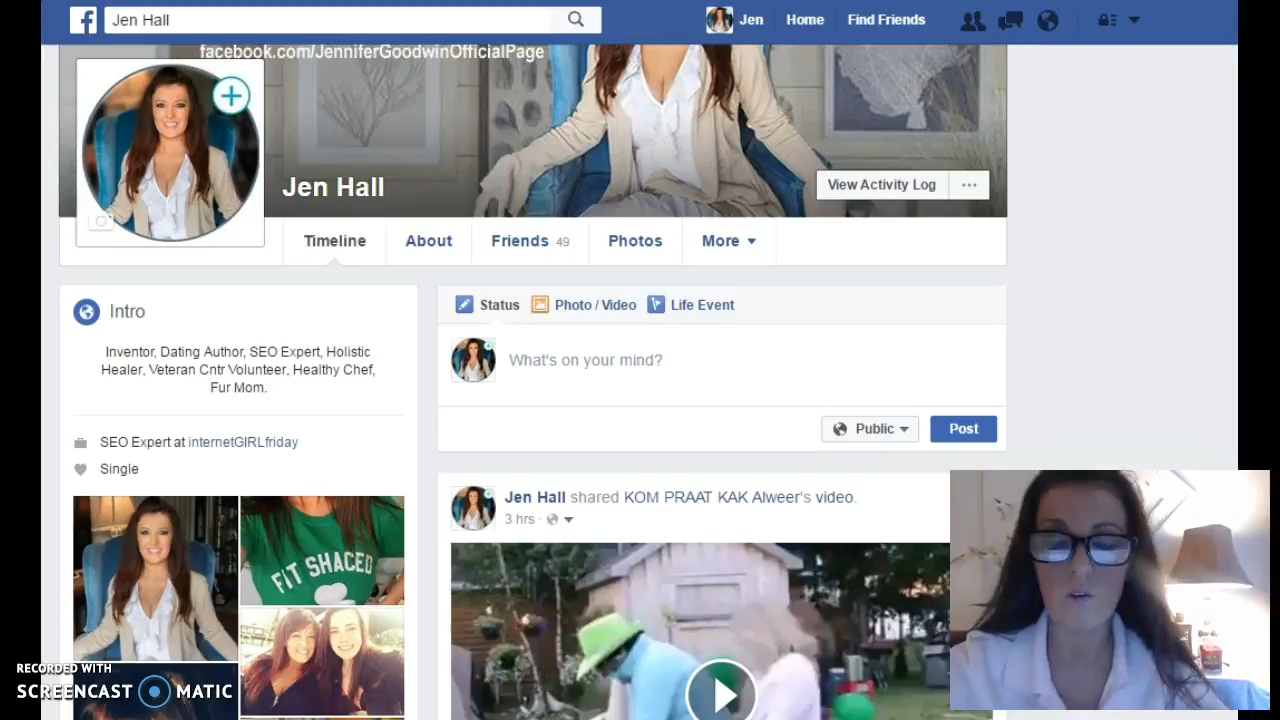 Jen Hall
Jen
Home
Find Friends
facebook.com/JenniferGoodwinOfficialPage
Jen Hall
View Activity Log
Timeline
About
Friends 49
Photos
More
Intro
Inventor, Dating Author, SEO Expert, Holistic
Healer, Veteran Cntr Volunteer, Healthy Chef,
Fur Mom.
SEO Expert at internetGIRLfriday
Single
FIT SHACED
Status
Photo / Video
Life Event
What's on your mind?
Public
Post
Jen Hall shared KOM PRAAT KAK Alweer's video.
3 hrs
RECORDED WITH
SCREENCAST MATIC